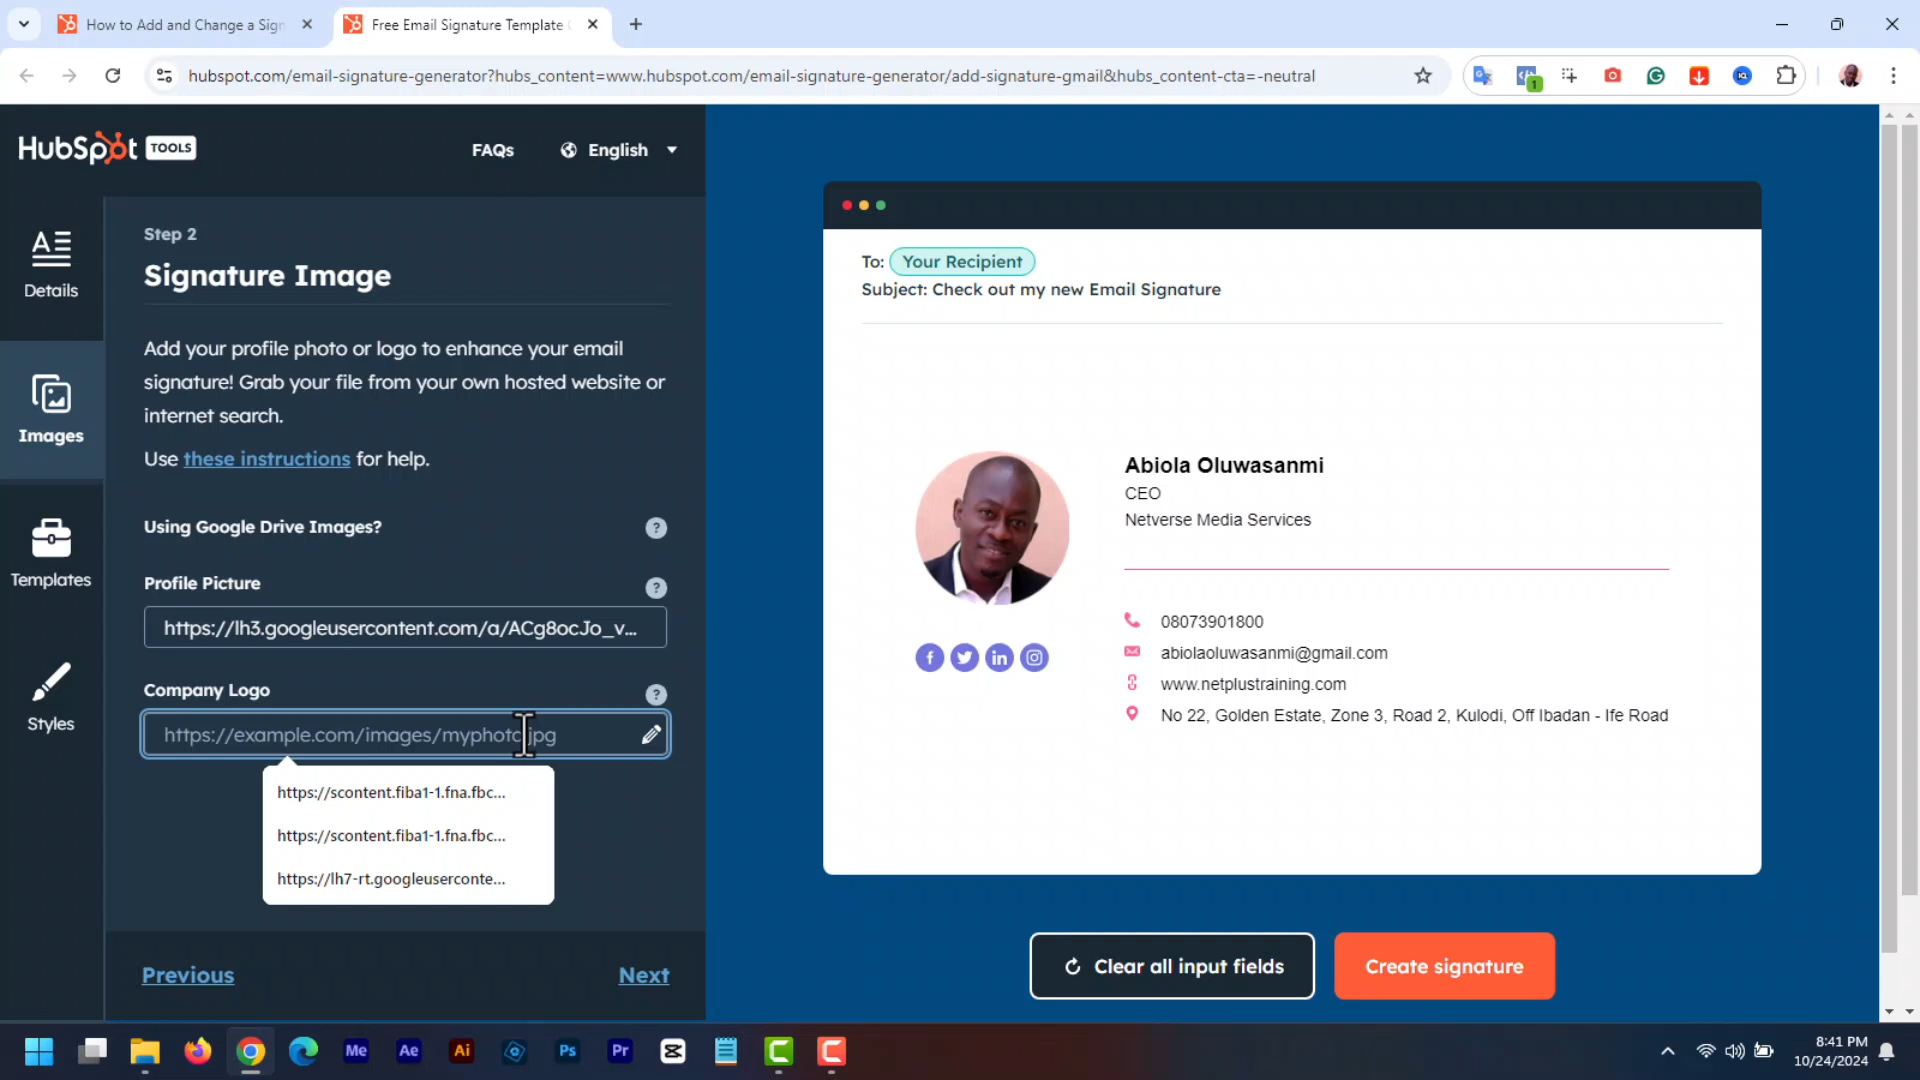 How to Add and Change a Sign
Free Email Signature Template
hubspot.com/email-signature-generator?hubs_content=www.hubspot.com/email-signature-generator/add-signature-gmail&hubs_content-cta=-neutral
1
HubSpot TOOLS
FAQs
English
Details
Images
Templates
Styles
Step 2
Signature Image
Add your profile photo or logo to enhance your email
signature! Grab your file from your own hosted website or
internet search.
Use these instructions for help.
Using Google Drive Images?
?
Profile Picture
?
https://lh3.googleusercontent.com/a/ACg8ocJo_v...
Company Logo
?
https://example.com/images/myphoto.jpg
https://scontent.fiba1-1.fna.fbc...
https://scontent.fiba1-1.fna.fbc...
https://lh7-rt.googleuserconte...
Previous
Next
To: Your Recipient
Subject: Check out my new Email Signature
Abiola Oluwasanmi
CEO
Netverse Media Services
08073901800
abiolaoluwasanmi@gmail.com
www.netplustraining.com
No 22, Golden Estate, Zone 3, Road 2, Kulodi, Off Ibadan - Ife Road
Clear all input fields
Create signature
Me
Ae
Ai
Ps
Pr
8:41 PM
10/24/2024